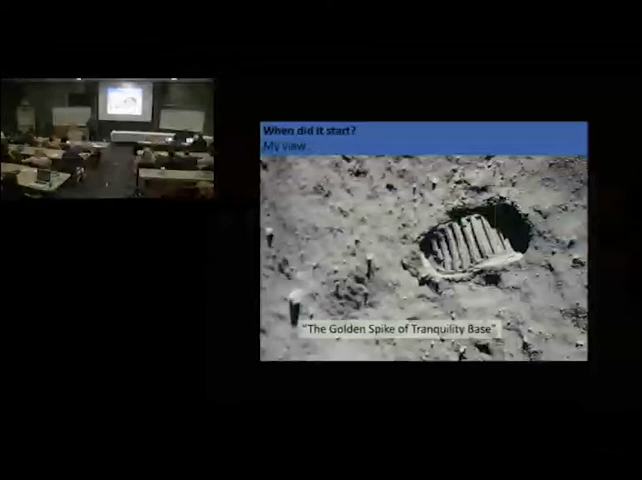 When did it start?
My view
"The Golden Spike of Tranquility Base"